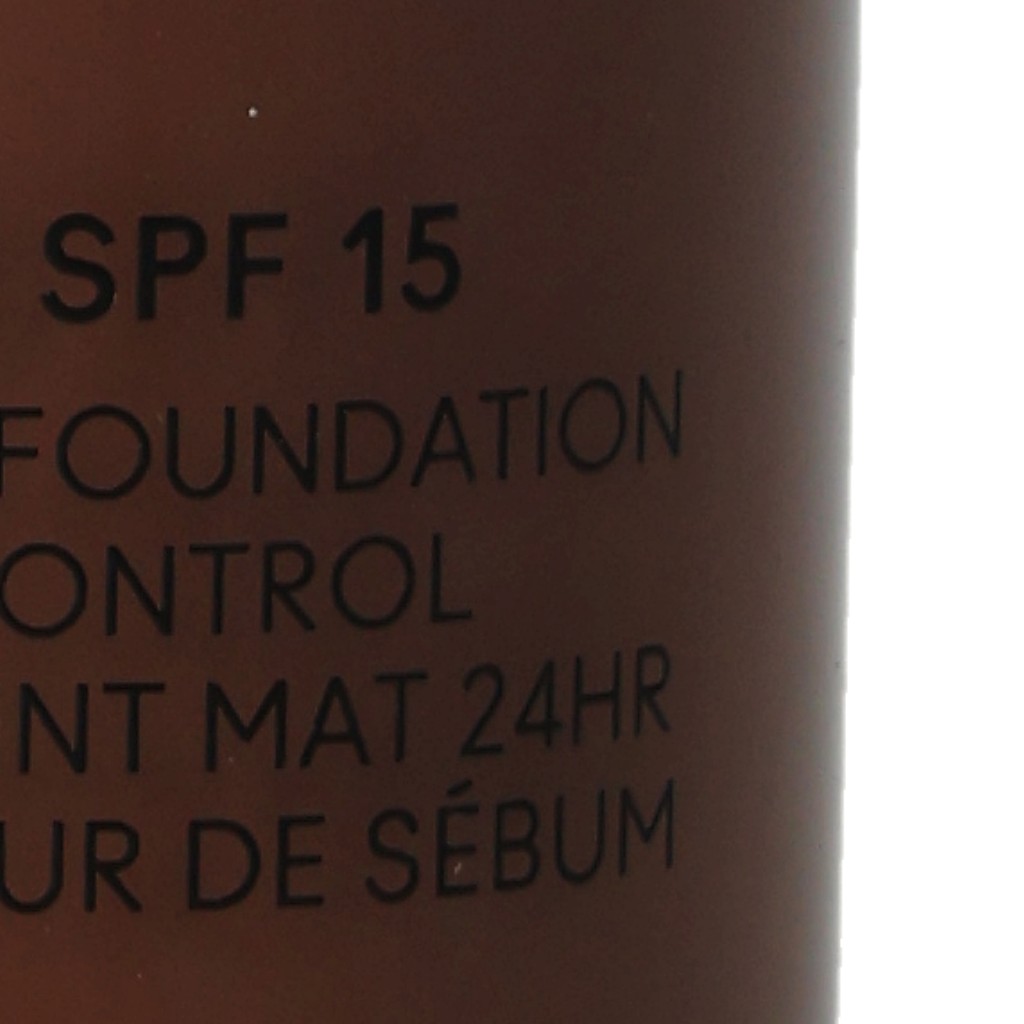 SPF 15
FOUNDATION
ONTROL
NT MAT 24HR
UR DE SÉBUM